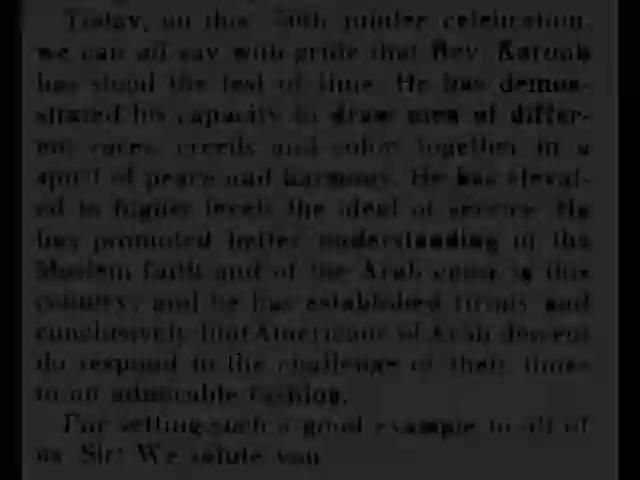 Today, on this 50th jubilee celebration,
we can all say with pride that Rev. Karoub
has stood the test of time. He has demon-
strated his capacity to draw men of differ-
ent races, creeds and color together in a
spirit of peace and harmony. He has elevat-
ed to higher levels the ideal of service. He
has promoted better understanding of the
Moslem faith and of the Arab cause in this
country; and he has established firmly and
conclusively that Americans of Arab descent
do respond to the challenge of their times
in an admirable fashion.
For setting such a good example to all of
us, Sir! We salute you